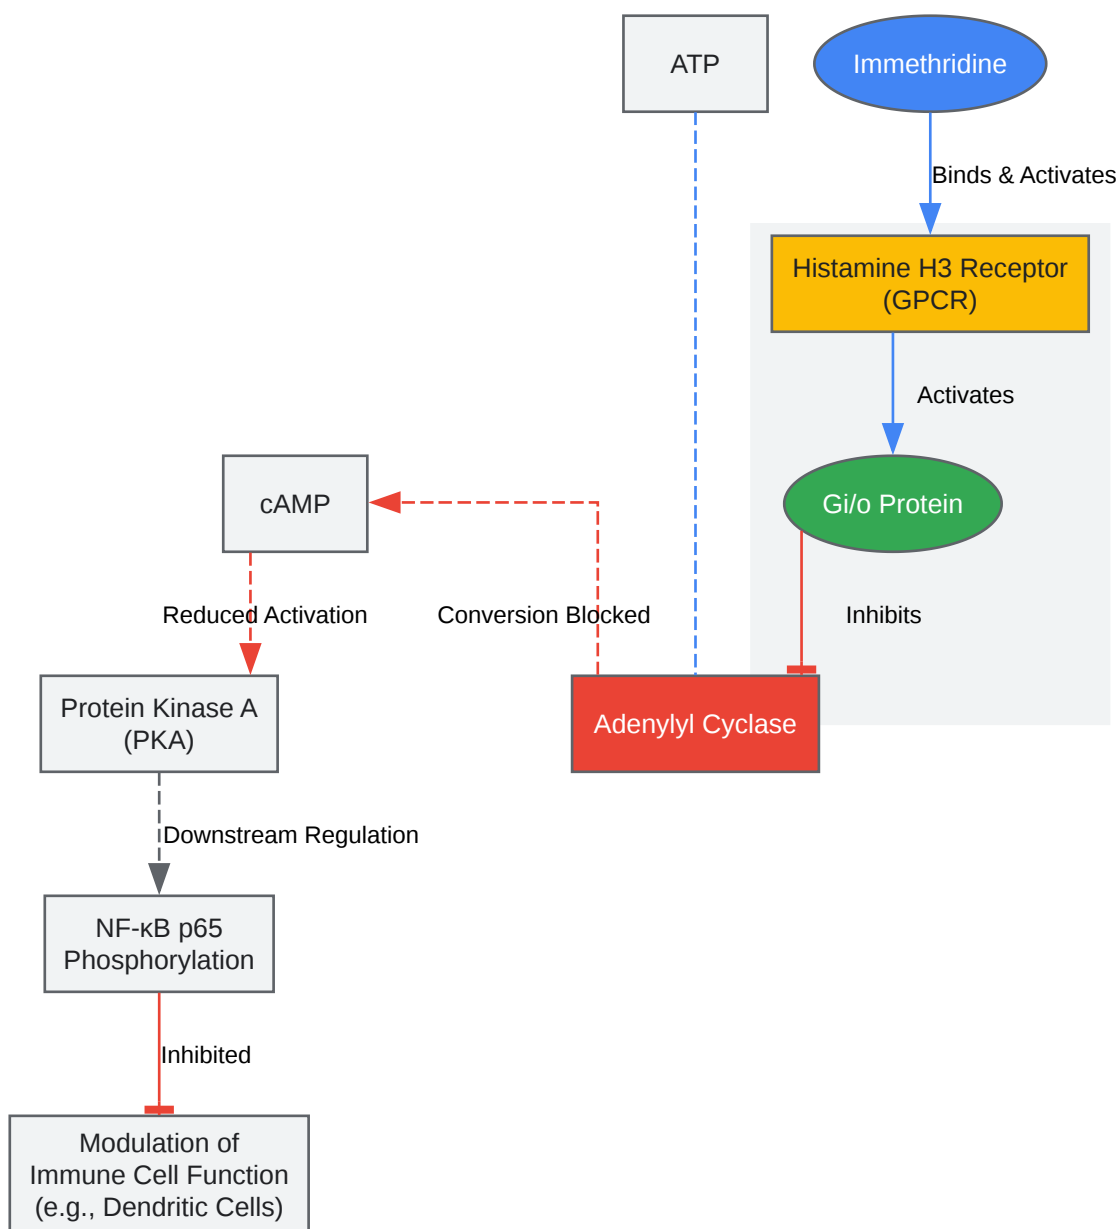 ATP
Immethridine
Binds & Activates
Histamine H3 Receptor
(GPCR)
Activates
cAMP
Gi/o Protein
Reduced Activation
Conversion Blocked
Inhibits
Protein Kinase A
(PKA)
Adenylyl Cyclase
Downstream Regulation
NF-κB p65
Phosphorylation
Inhibited
Modulation of
Immune Cell Function
(e.g., Dendritic Cells)